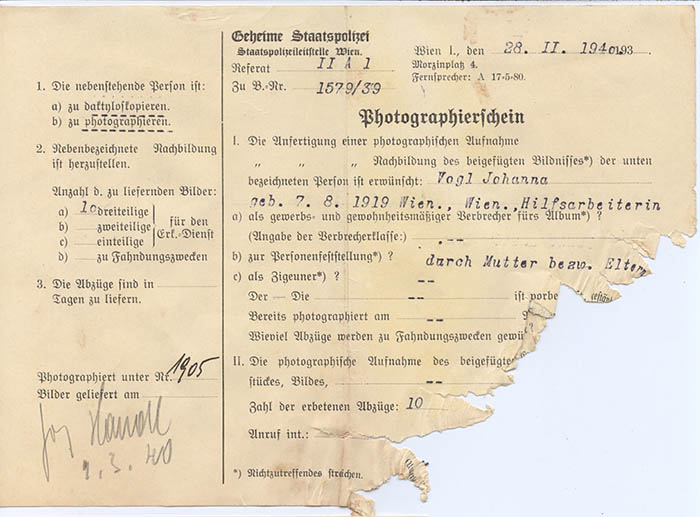 1. Die nebenstehende Person ist:
a) zu daktyloskopieren.
b) zu photographieren.
2. Nebenbezeichnete Nachbildung
ist herzustellen.
Anzahl d. zu liefernden Bilder:
a) 10 dreiteilige
b) zweiteilige
c) einteilige
für den
Erk.-Dienst
d) zu Fahndungszwecken
3. Die Abzüge sind in
Tagen zu liefern.
Photographiert unter Nr. 1905
Bilder geliefert am
1.3.40
Geheime Staatspolizei
Staatspolizeileitstelle Wien.
Referat II A 1
Zu B.-Nr. 1579/39
Wien I., den 28. II. 1940 193
Morzinplatz 4.
Fernsprecher: A 17-5-80.
Photographierschein
I. Die Anfertigung einer photographischen Aufnahme
„ „ „ Nachbildung des beigefügten Bildnisses*) der unten
bezeichneten Person ist erwünscht: Vogl Johanna
geb. 7. 8. 1919 Wien., Wien., Hilfsarbeiterin
a) als gewerbs- und gewohnheitsmäßiger Verbrecher fürs Album*) ?
(Angabe der Verbrecherklasse:) .--
b) zur Personenfeststellung*) ? durch Mutter bezw. Eltern
c) als Zigeuner*) ? --
Der — Die -- ist vorbe
Bereits photographiert am --
Wieviel Abzüge werden zu Fahndungszwecken gewü
II. Die photographische Aufnahme des beigefügte
stückes, Bildes, --
Zahl der erbetenen Abzüge: 10
Anruf int.:
*) Nichtzutreffendes streichen.